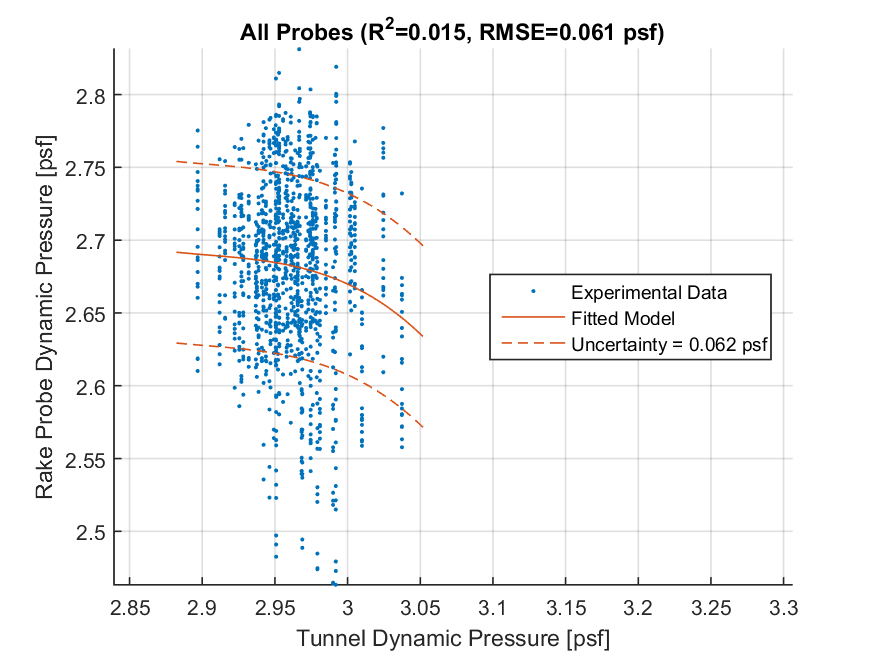 All Probes (R2=0.015, RMSE=0.061 psf)
Rake Probe Dynamic Pressure [psf]
2.8
2.75
2.7
2.65
2.6
2.55
2.5
Experimental Data
Fitted Model
Uncertainty = 0.062 psf
2.85 2.9 2.95 3 3.05 3.1 3.15 3.2 3.25 3.3
Tunnel Dynamic Pressure [psf]